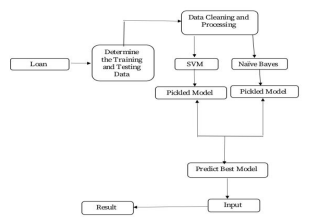 Data Cleaning and
Processing
Determine
the Training
and Testing
Data
Loan
SVM
Naïve Bayes
Pickled Model
Pickled Model
Predict Best Model
Input
Result